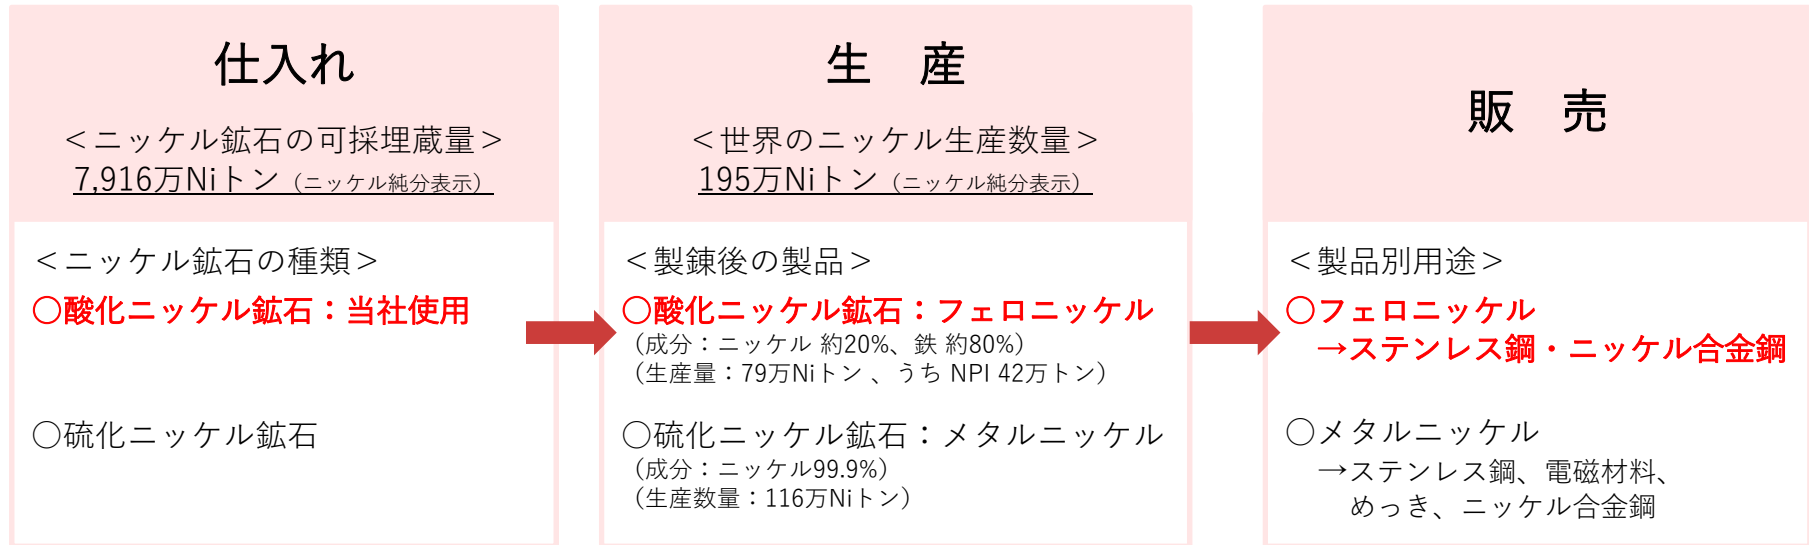 仕入れ
＜ニッケル鉱石の可採埋蔵量＞
7,916万Niトン（ニッケル純分表示）
＜ニッケル鉱石の種類＞
○酸化ニッケル鉱石：当社使用
○硫化ニッケル鉱石
生　産
＜世界のニッケル生産数量＞
195万Niトン（ニッケル純分表示）
＜製錬後の製品＞
○酸化ニッケル鉱石：フェロニッケル
（成分：ニッケル 約20%、鉄 約80%）
（生産量：79万Niトン 、うち NPI 42万トン）
○硫化ニッケル鉱石：メタルニッケル
（成分：ニッケル99.9%）
（生産数量：116万Niトン）
販　売
＜製品別用途＞
○フェロニッケル
→ステンレス鋼・ニッケル合金鋼
○メタルニッケル
→ステンレス鋼、電磁材料、
めっき、ニッケル合金鋼